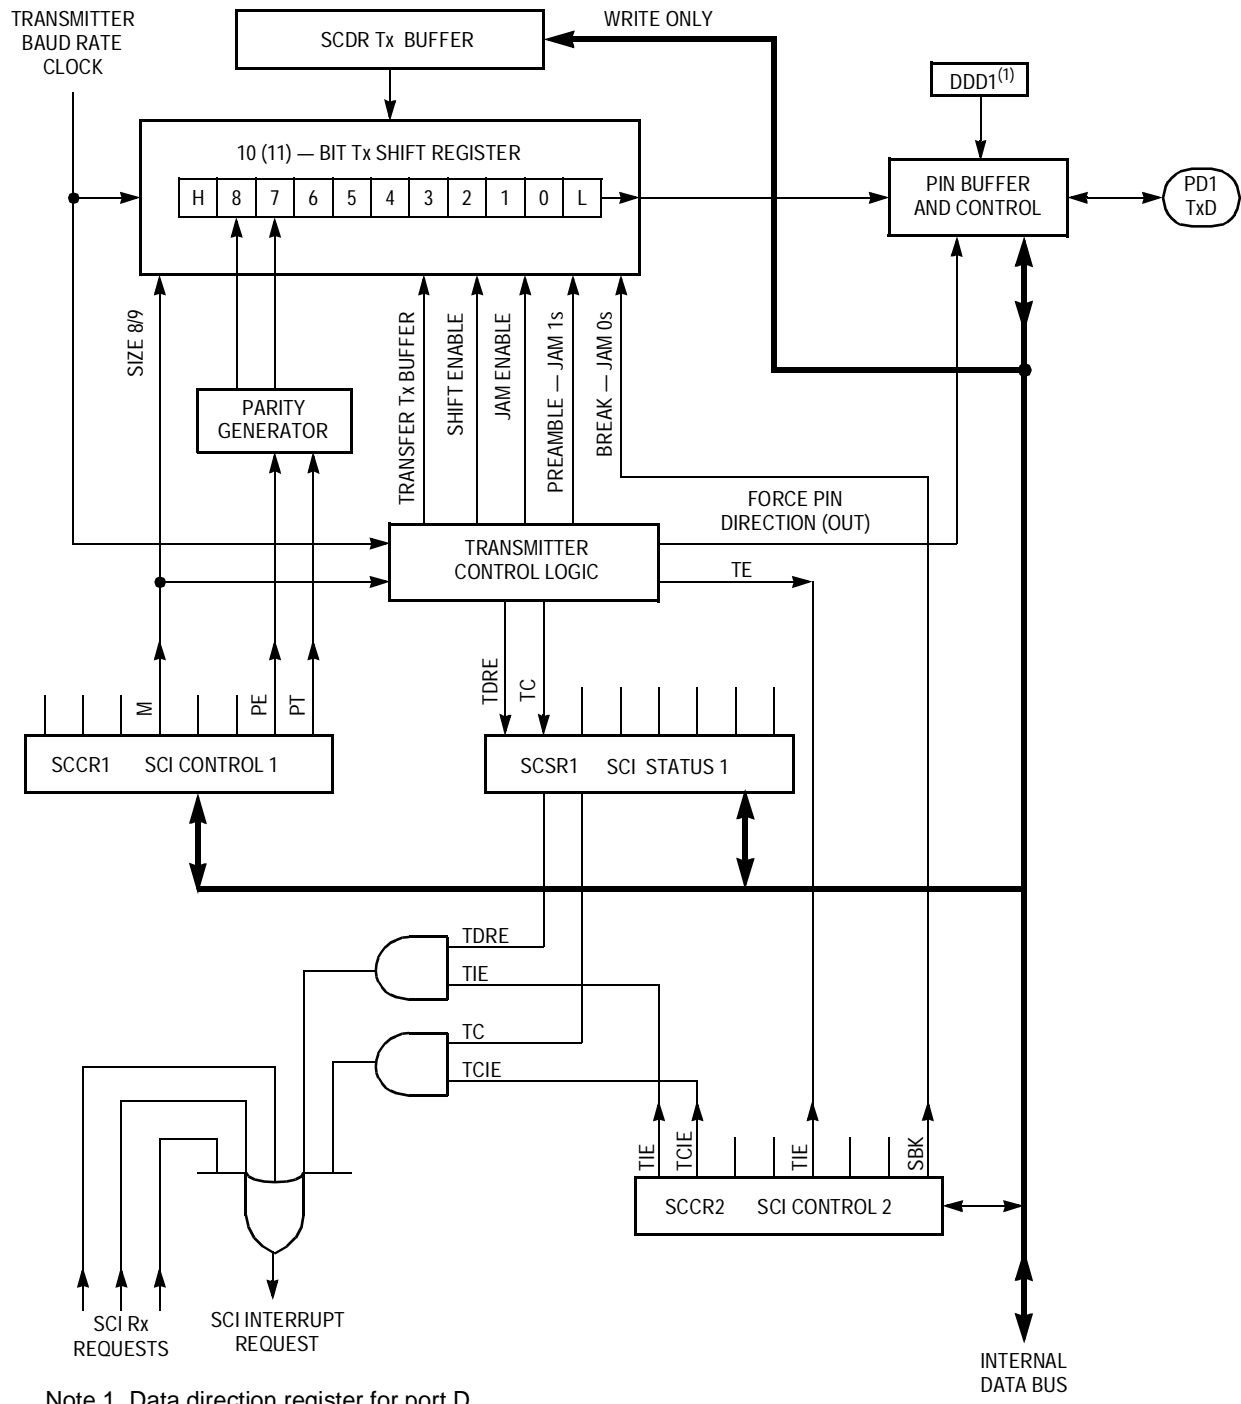 TRANSMITTER
BAUD RATE
CLOCK
SCDR Tx BUFFER
WRITE ONLY
DDD1(1)
10 (11) — BIT Tx SHIFT REGISTER
H 8 7 6 5 4 3 2 1 0 L
PIN BUFFER
AND CONTROL
PD1
TxD
SIZE 8/9
TRANSFER Tx BUFFER
SHIFT ENABLE
JAM ENABLE
PREAMBLE — JAM 1s
BREAK — JAM 0s
PARITY
GENERATOR
FORCE PIN
DIRECTION (OUT)
TRANSMITTER
CONTROL LOGIC
TE
TDRE
TC
M
PE
PT
SCCR1 SCI CONTROL 1
SCSR1 SCI STATUS 1
TDRE
TIE
TC
TCIE
TIE
TCIE
TIE
SBK
SCCR2 SCI CONTROL 2
SCI Rx
REQUESTS
SCI INTERRUPT
REQUEST
INTERNAL
DATA BUS
Note 1. Data direction register for port D